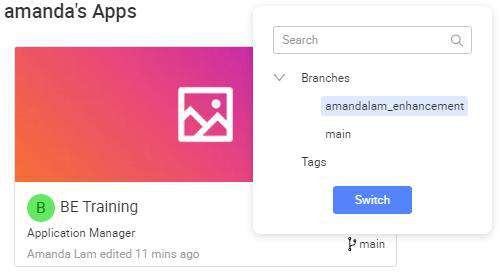 amanda's Apps
Search
Branches
amandalam_enhancement
main
Tags
Switch
B BE Training
Application Manager
Amanda Lam edited 11 mins ago
main